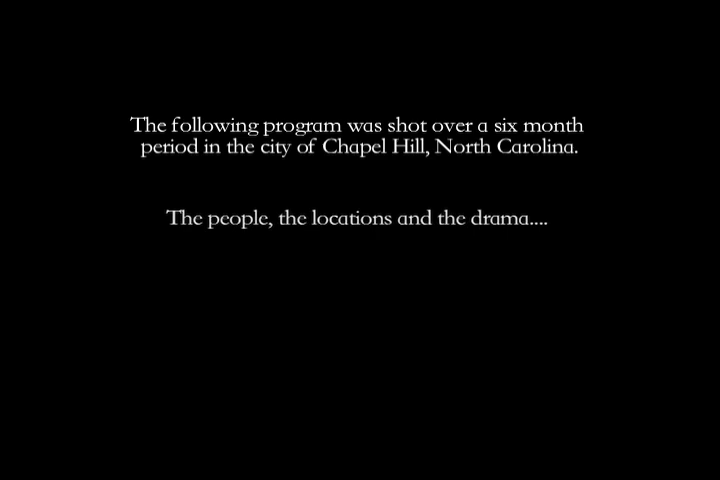 The following program was shot over a six month
period in the city of Chapel Hill, North Carolina.
The people, the locations and the drama....